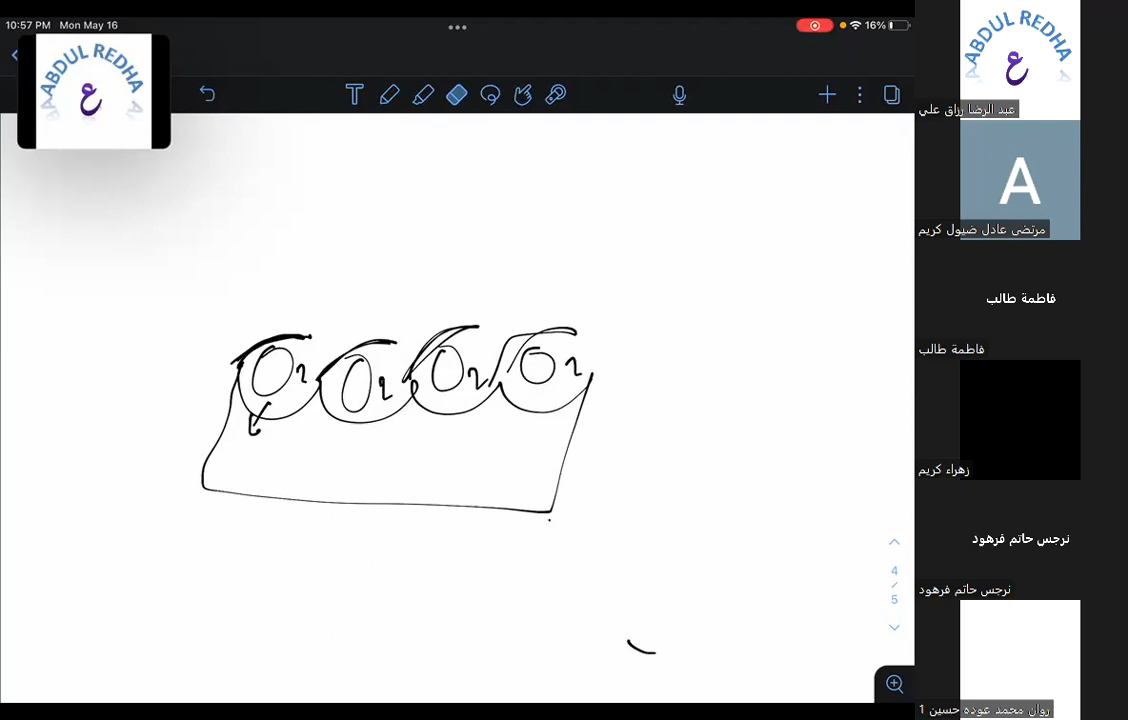 10:57 PM Mon May 16
16%
ABDUL REDHA
ع
T
O2 O2 O2 O2
4
/
5
ABDUL REDHA
ع
عبد الرضا رزاق علي
A
مرتضى عادل ضيول كريم
فاطمة طالب
فاطمة طالب
زهراء كريم
نرجس حاتم فرهود
نرجس حاتم فرهود
روان محمد عوده حسين 1